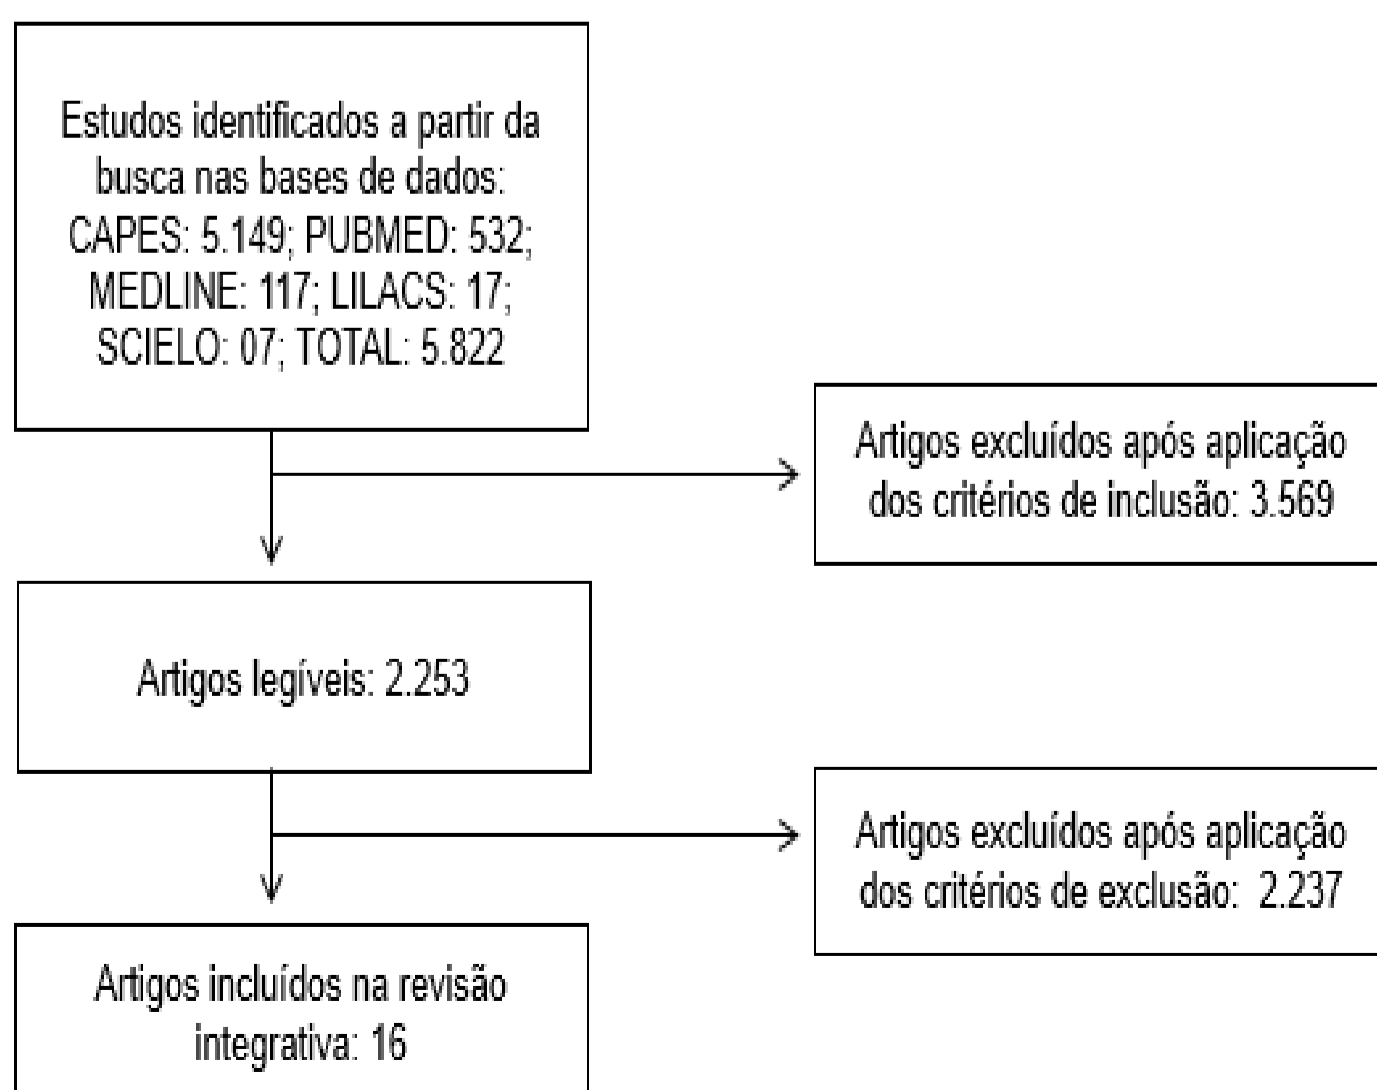 Estudos identificados a partir da
busca nas bases de dados:
CAPES: 5.149; PUBMED: 532;
MEDLINE: 117; LILACS: 17;
SCIELO: 07; TOTAL: 5.822
Artigos excluídos após aplicação
dos critérios de inclusão: 3.569
Artigos legíveis: 2.253
Artigos excluídos após aplicação
dos critérios de exclusão: 2.237
Artigos incluídos na revisão
integrativa: 16